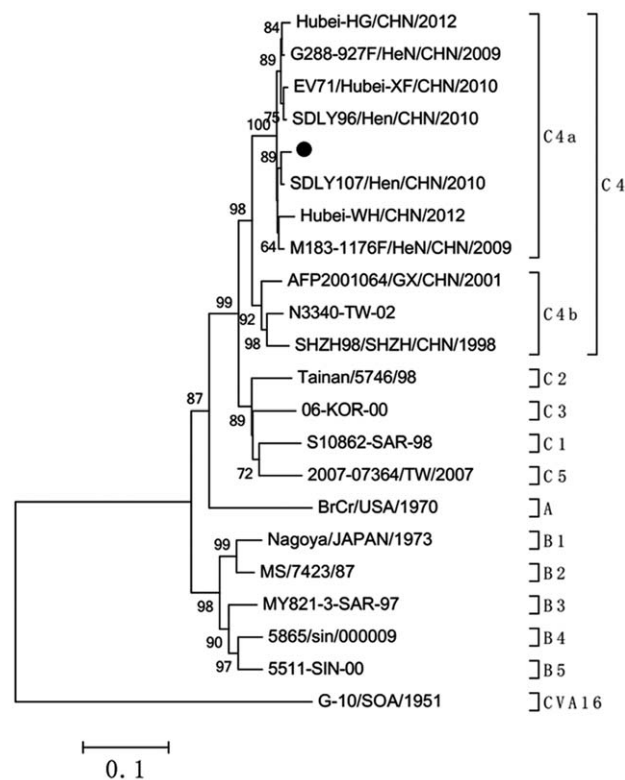 84 Hubei-HG/CHN/2012
89 G288-927F/HeN/CHN/2009
EV71/Hubei-XF/CHN/2010
75 SDLY96/Hen/CHN/2010
100
C4a
C4
89
SDLY107/Hen/CHN/2010
98 Hubei-WH/CHN/2012
64 M183-1176F/HeN/CHN/2009
AFP2001064/GX/CHN/2001
99 N3340-TW-02 C4b
92
98 SHZH98/SHZH/CHN/1998
Tainan/5746/98 C2
87 06-KOR-00 C3
89
S10862-SAR-98 C1
72 2007-07364/TW/2007 C5
BrCr/USA/1970 A
99 Nagoya/JAPAN/1973 B1
MS/7423/87 B2
98 MY821-3-SAR-97 B3
90 5865/sin/000009 B4
97 5511-SIN-00 B5
G-10/SOA/1951 CVA16
0.1